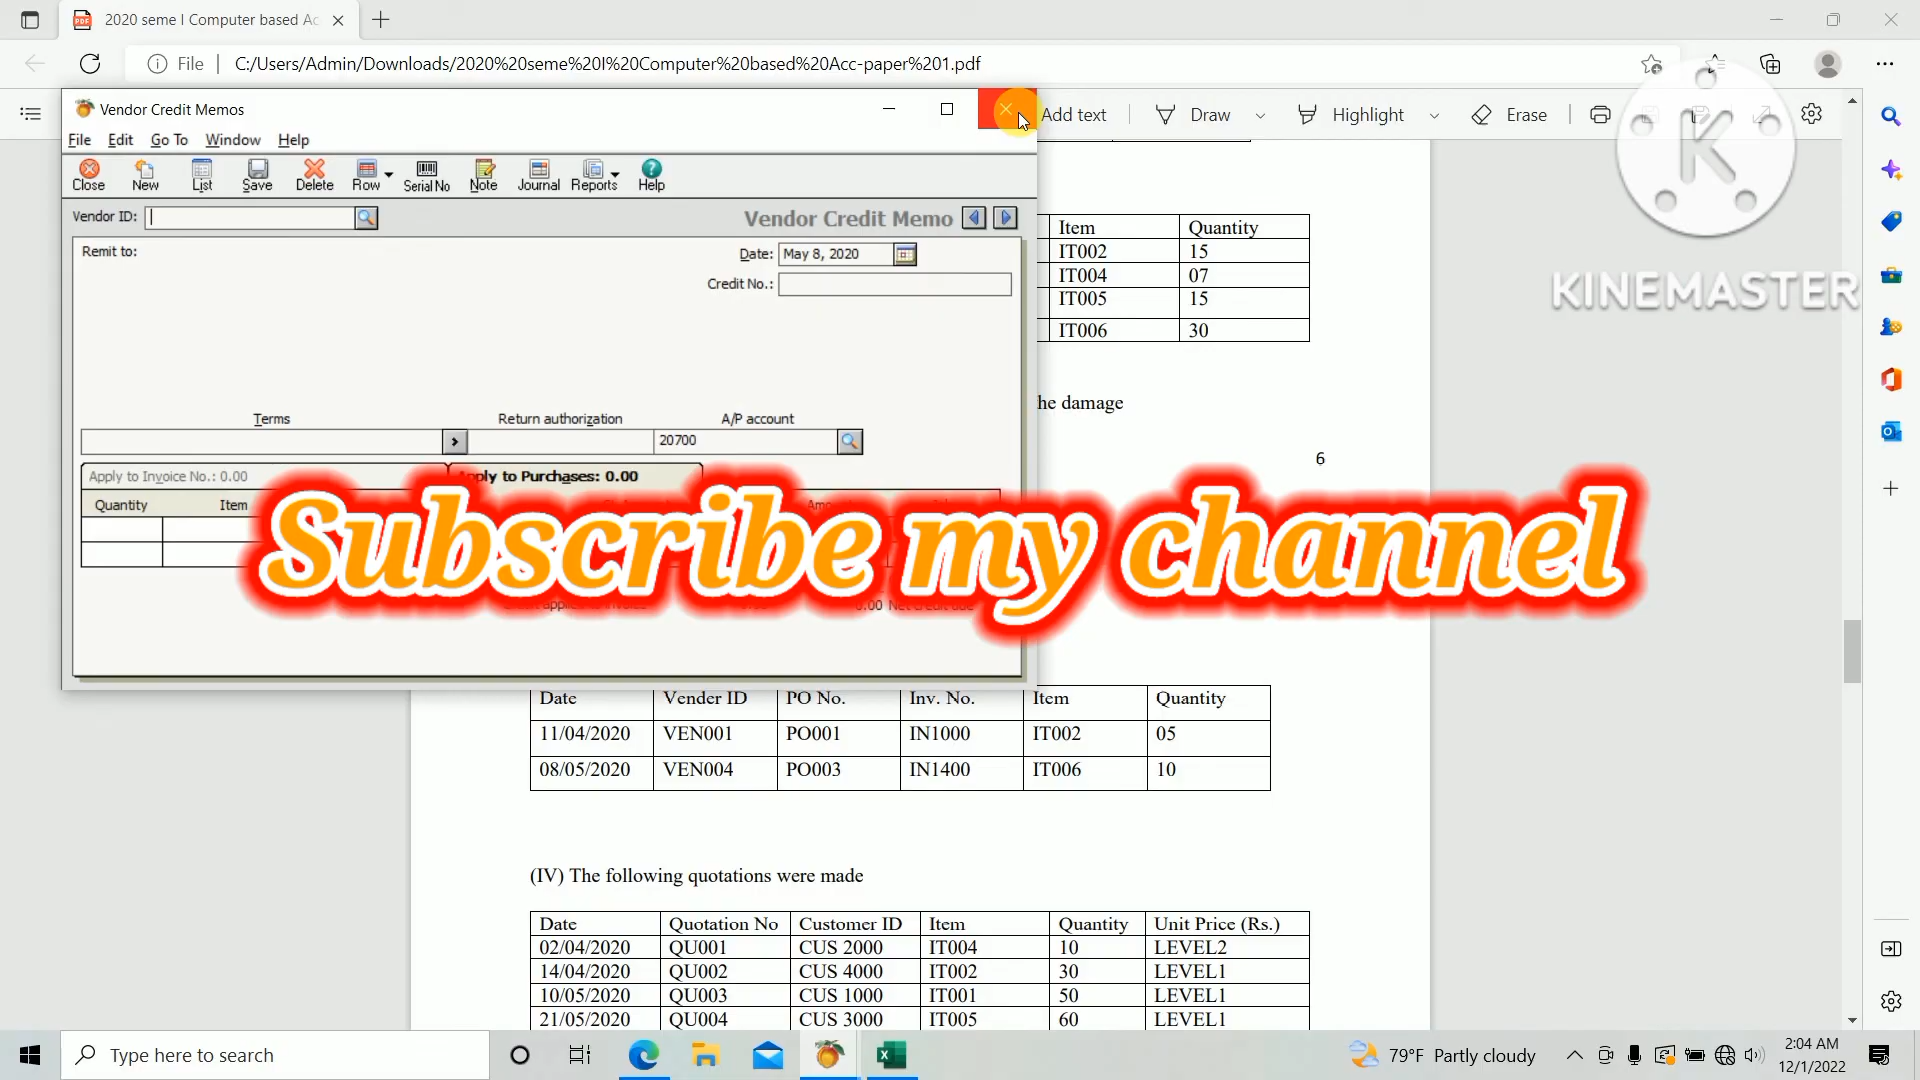 2020 seme I Computer based Ac
File
C:/Users/Admin/Downloads/2020%20seme%20I%20Computer%20based%20Acc-paper%201.pdf
Vendor Credit Memos
Add text
Draw
Highlight
Erase
File Edit Go To Window Help
Close New List Save Delete Row Serial No Note Journal Reports Help
Vendor ID:
Vendor Credit Memo
Remit to:
Date: May 8, 2020
Credit No.:
Item Quantity
IT002 15
IT004 07
IT005 15
IT006 30
KINEMASTER
he damage
6
Terms Return authorization A/P account
20700
Apply to Invoice No.: 0.00
ply to Purchases: 0.00
Quantity Item
Subscribe my channel
0.00 Net credit due
Date Vender ID PO No. Inv. No. Item Quantity
11/04/2020 VEN001 PO001 IN1000 IT002 05
08/05/2020 VEN004 PO003 IN1400 IT006 10
(IV) The following quotations were made
Date Quotation No Customer ID Item Quantity Unit Price (Rs.)
02/04/2020 QU001 CUS 2000 IT004 10 LEVEL2
14/04/2020 QU002 CUS 4000 IT002 30 LEVEL1
10/05/2020 QU003 CUS 1000 IT001 50 LEVEL1
21/05/2020 QU004 CUS 3000 IT005 60 LEVEL1
Type here to search
79°F Partly cloudy
2:04 AM
12/1/2022